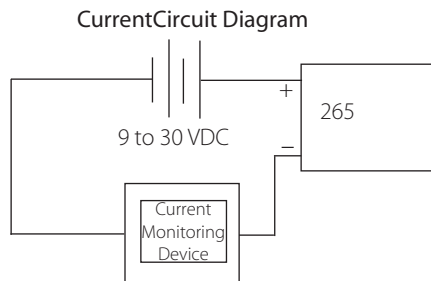 CurrentCircuit Diagram
+
265
9 to 30 VDC
−
Current
Monitoring
Device